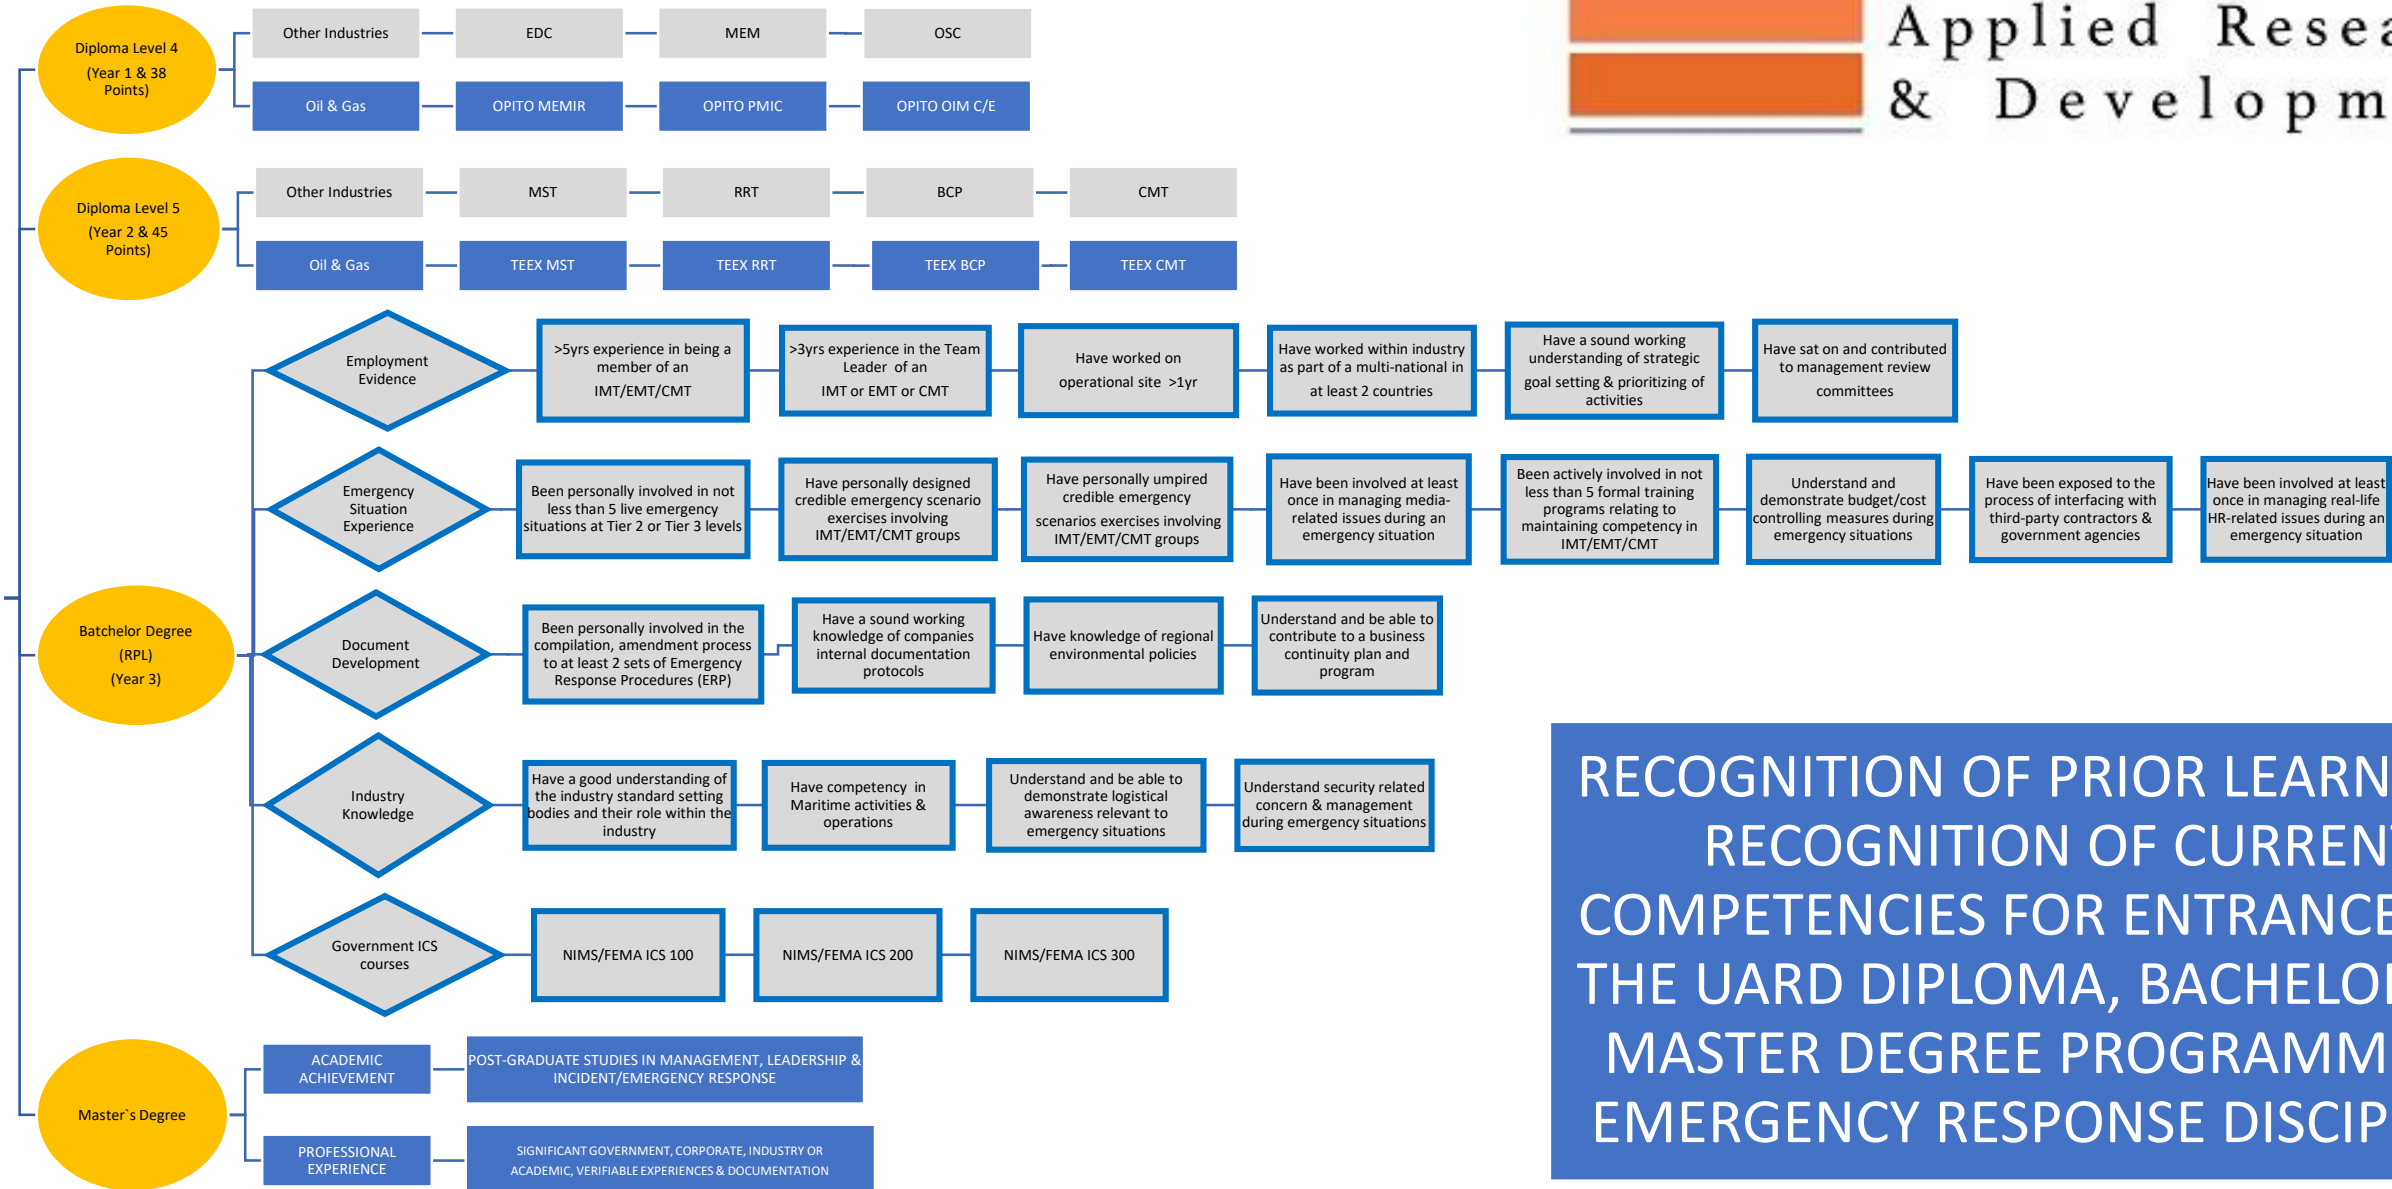 Applied Resea
& Developm
Diploma Level 4
(Year 1 & 38
Points)
Other Industries
EDC
MEM
OSC
Oil & Gas
OPITO MEMIR
OPITO PMIC
OPITO OIM C/E
Diploma Level 5
(Year 2 & 45
Points)
Other Industries
MST
RRT
BCP
CMT
Oil & Gas
TEEX MST
TEEX RRT
TEEX BCP
TEEX CMT
Batchelor Degree
(RPL)
(Year 3)
Employment
Evidence
>5yrs experience in being a
member of an
IMT/EMT/CMT
>3yrs experience in the Team
Leader of an
IMT or EMT or CMT
Have worked on
operational site >1yr
Have worked within industry
as part of a multi-national in
at least 2 countries
Have a sound working
understanding of strategic
goal setting & prioritizing of
activities
Have sat on and contributed
to management review
committees
Emergency
Situation
Experience
Been personally involved in not
less than 5 live emergency
situations at Tier 2 or Tier 3 levels
Have personally designed
credible emergency scenario
exercises involving
IMT/EMT/CMT groups
Have personally umpired
credible emergency
scenarios exercises involving
IMT/EMT/CMT groups
Have been involved at least
once in managing media-
related issues during an
emergency situation
Been actively involved in not
less than 5 formal training
programs relating to
maintaining competency in
IMT/EMT/CMT
Understand and
demonstrate budget/cost
controlling measures during
emergency situations
Have been exposed to the
process of interfacing with
third-party contractors &
government agencies
Have been involved at least
once in managing real-life
HR-related issues during an
emergency situation
Document
Development
Been personally involved in the
compilation, amendment process
to at least 2 sets of Emergency
Response Procedures (ERP)
Have a sound working
knowledge of companies
internal documentation
protocols
Have knowledge of regional
environmental policies
Understand and be able to
contribute to a business
continuity plan and
program
Industry
Knowledge
Have a good understanding of
the industry standard setting
bodies and their role within the
industry
Have competency in
Maritime activities &
operations
Understand and be able to
demonstrate logistical
awareness relevant to
emergency situations
Understand security related
concern & management
during emergency situations
Government ICS
courses
NIMS/FEMA ICS 100
NIMS/FEMA ICS 200
NIMS/FEMA ICS 300
Master`s Degree
ACADEMIC
ACHIEVEMENT
POST-GRADUATE STUDIES IN MANAGEMENT, LEADERSHIP &
INCIDENT/EMERGENCY RESPONSE
PROFESSIONAL
EXPERIENCE
SIGNIFICANT GOVERNMENT, CORPORATE, INDUSTRY OR
ACADEMIC, VERIFIABLE EXPERIENCES & DOCUMENTATION
RECOGNITION OF PRIOR LEARN
RECOGNITION OF CURRENT
COMPETENCIES FOR ENTRANCE
THE UARD DIPLOMA, BACHELO
MASTER DEGREE PROGRAMM
EMERGENCY RESPONSE DISCIP